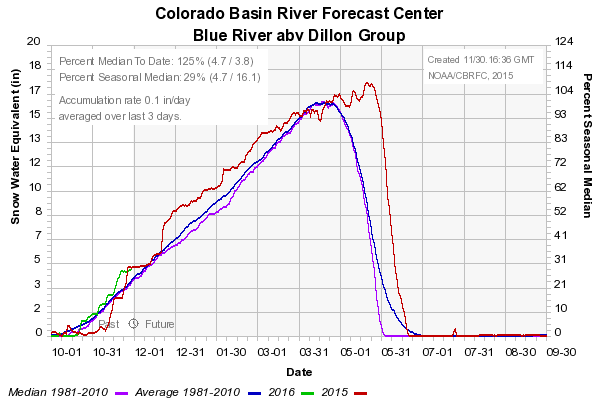 Colorado Basin River Forecast Center
Blue River abv Dillon Group
Percent Median To Date: 125% (4.7 / 3.8)
Percent Seasonal Median: 29% (4.7 / 16.1)
Accumulation rate 0.1 in/day
averaged over last 3 days.
Created 11/30.16:36 GMT
NOAA/CBRFC, 2015
Snow Water Equivalent (in)
20
18
17
15
13
12
10
8
7
5
3
2
0
Percent Seasonal Median
124
114
103
93
83
72
62
52
41
31
21
10
0
Past Future
10-01 10-31 12-01 12-31 01-30 03-01 03-31 05-01 05-31 07-01 07-31 08-30 09-30
Date
Median 1981-2010 Average 1981-2010 2016 2015